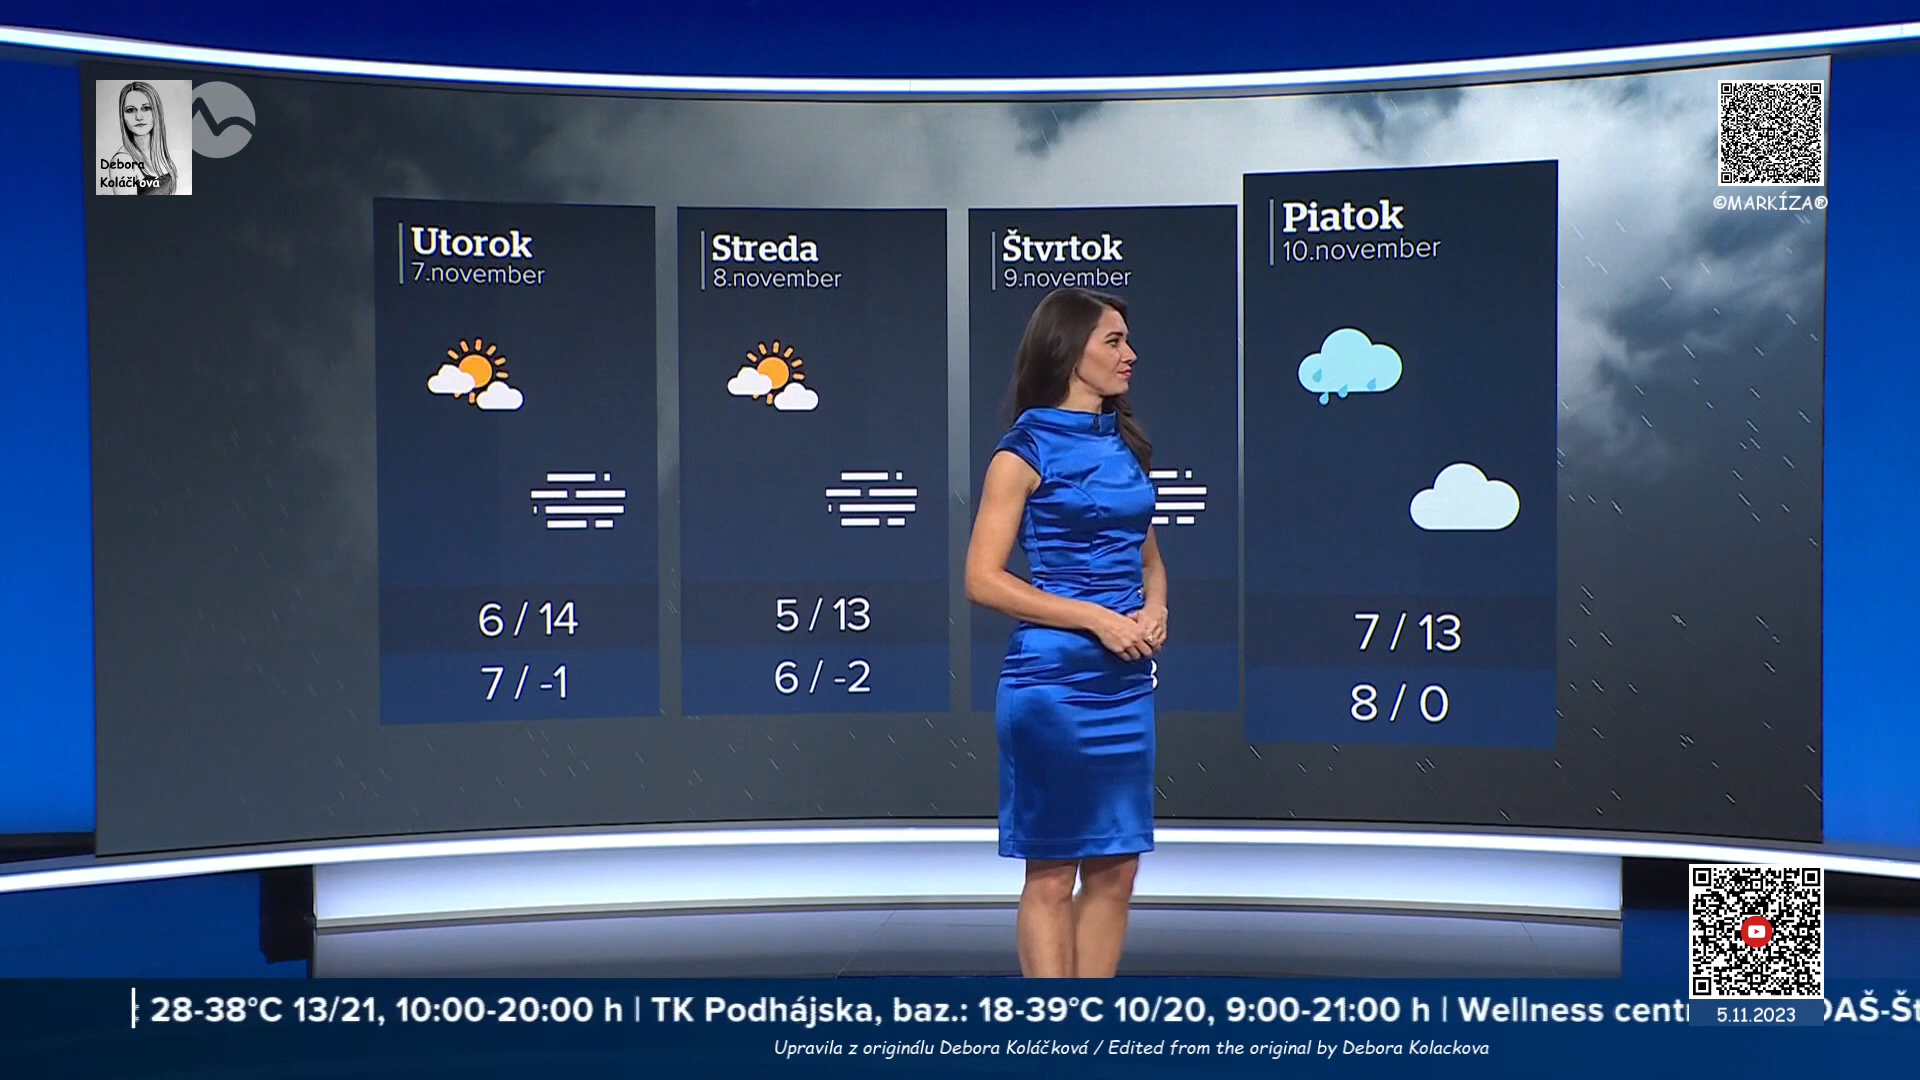 Debora
Koláčková
©MARKÍZA®
Utorok
7.november
6 / 14
7 / -1
Streda
8.november
5 / 13
6 / -2
Štvrtok
9.november
Piatok
10.november
7 / 13
8 / 0
28-38°C 13/21, 10:00-20:00 h | TK Podhájska, baz.: 18-39°C 10/20, 9:00-21:00 h | Wellness
5.11.2023
Upravila z originálu Debora Koláčková / Edited from the original by Debora Kolackova